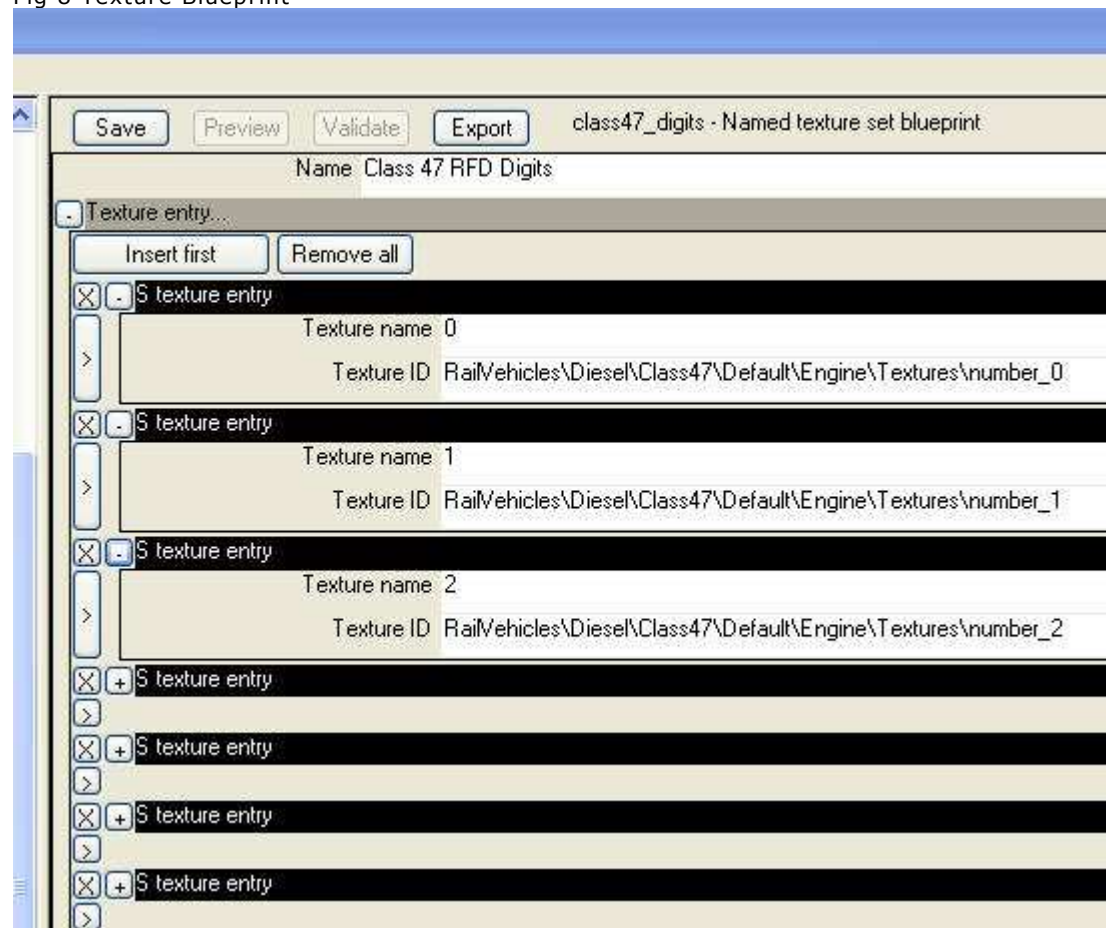 Fig 8 Texture Blueprint
Save Preview Validate Export class47_digits - Named texture set blueprint
Name Class 47 RFD Digits
- Texture entry...
Insert first Remove all
X - S texture entry
Texture name 0
> Texture ID RailVehicles\Diesel\Class47\Default\Engine\Textures\number_0
X - S texture entry
Texture name 1
> Texture ID RailVehicles\Diesel\Class47\Default\Engine\Textures\number_1
X - S texture entry
Texture name 2
> Texture ID RailVehicles\Diesel\Class47\Default\Engine\Textures\number_2
X + S texture entry
>
X + S texture entry
>
X + S texture entry
>
X + S texture entry
>